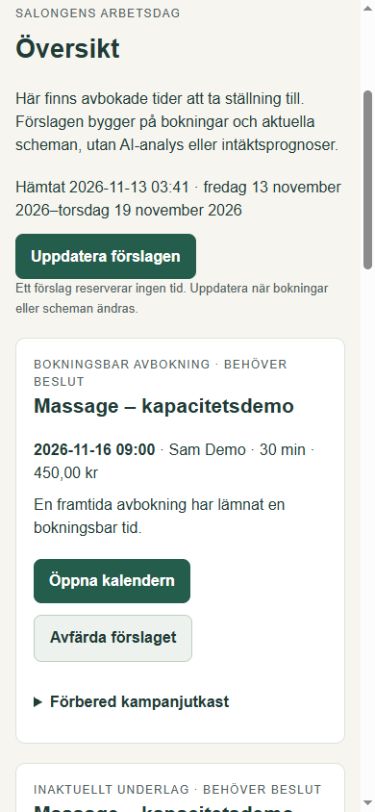 SALONGENS ARBETSDAG
Översikt
Här finns avbokade tider att ta ställning till.
Förslagen bygger på bokningar och aktuella
scheman, utan AI-analys eller intäktsprognoser.
Hämtat 2026-11-13 03:41 · fredag 13 november
2026–torsdag 19 november 2026
Uppdatera förslagen
Ett förslag reserverar ingen tid. Uppdatera när bokningar
eller scheman ändras.
BOKNINGSBAR AVBOKNING · BEHÖVER
BESLUT
Massage – kapacitetsdemo
2026-11-16 09:00 · Sam Demo · 30 min ·
450,00 kr
En framtida avbokning har lämnat en
bokningsbar tid.
Öppna kalendern
Avfärda förslaget
Förbered kampanjutkast
INAKTUELLT UNDERLAG · BEHÖVER BESLUT
Massage – kapacitetsdemo